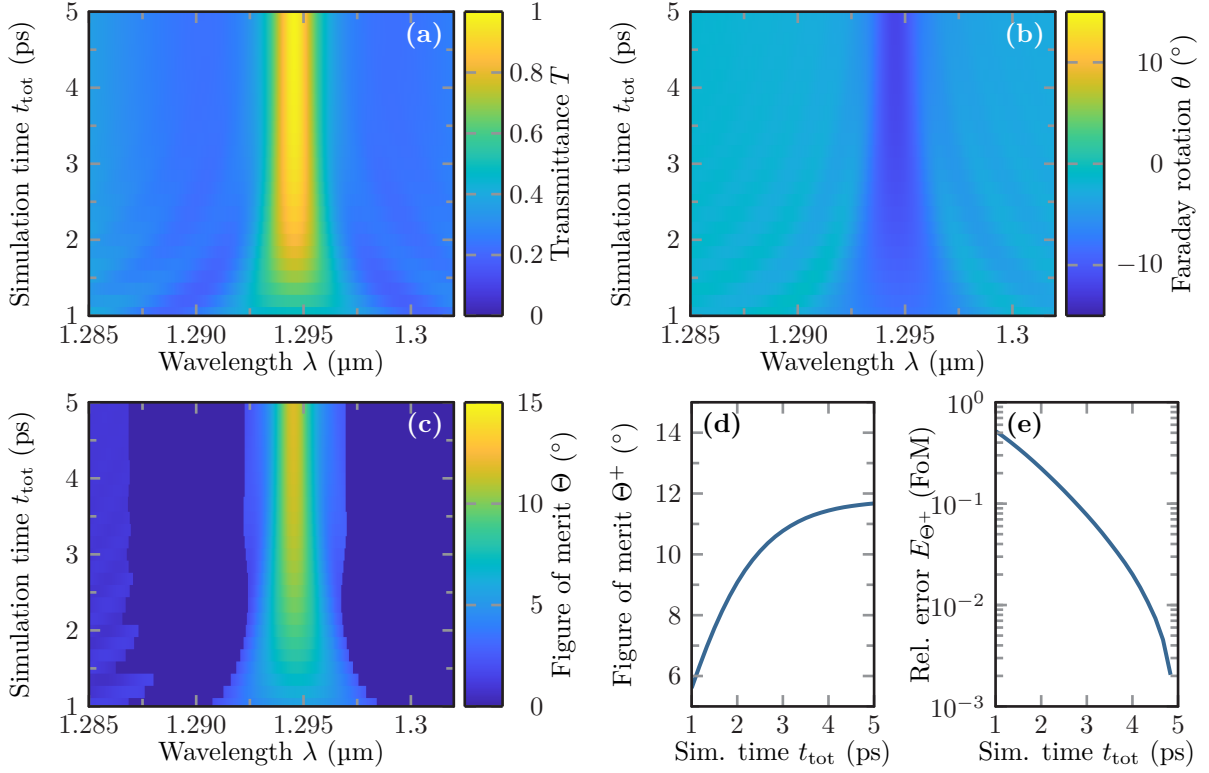 (a)
Simulation time t_tot (ps)
5
4
3
2
1
1.285 1.290 1.295 1.3
Wavelength λ (µm)
1
0.8
0.6
0.4
0.2
0
Transmittance T
(b)
Simulation time t_tot (ps)
5
4
3
2
1
1.285 1.290 1.295 1.3
Wavelength λ (µm)
10
0
−10
Faraday rotation θ (°)
(c)
Simulation time t_tot (ps)
5
4
3
2
1
1.285 1.290 1.295 1.3
Wavelength λ (µm)
15
10
5
0
Figure of merit Θ (°)
(d)
Figure of merit Θ⁺ (°)
14
12
10
8
6
1 2 3 4 5
Sim. time t_tot (ps)
(e)
Rel. error E_Θ⁺ (FoM)
10⁰
10⁻¹
10⁻²
10⁻³
1 2 3 4 5
Sim. time t_tot (ps)